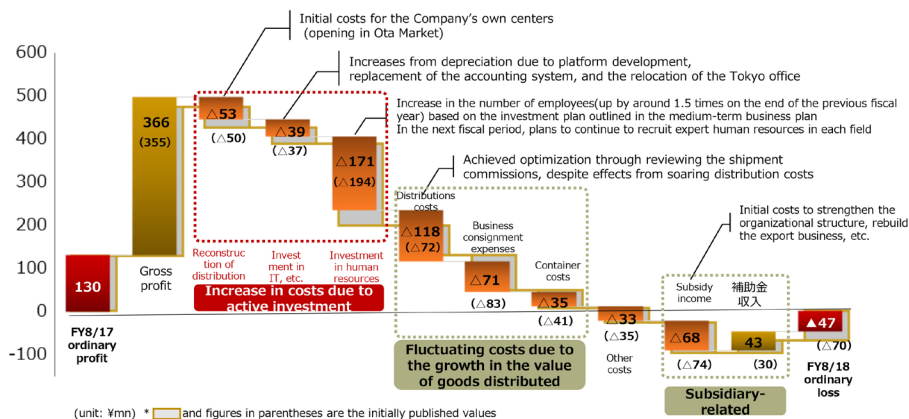 Initial costs for the Company's own centers
(opening in Ota Market)
Increases from depreciation due to platform development,
replacement of the accounting system, and the relocation of the Tokyo office
Increase in the number of employees(up by around 1.5 times on the end of the previous fiscal
year) based on the investment plan outlined in the medium-term business plan
In the next fiscal period, plans to continue to recruit expert human resources in each field
Achieved optimization through reviewing the shipment
commissions, despite effects from soaring distribution costs
Initial costs to strengthen the
organizational structure, rebuild
the export business, etc.
600
500
400
300
200
100
0
-100
130
FY8/17
ordinary
profit
366
(355)
Gross
profit
△53
(△50)
Reconstruc
tion of
distribution
△39
(△37)
Invest
ment in
IT, etc.
△171
(△194)
Investment
in human
resources
Increase in costs due to
active investment
Distributions
costs
△118
(△72)
Business
consignment
expenses
△71
(△83)
Container
costs
△35
(△41)
Fluctuating costs due to
the growth in the value
of goods distributed
△33
(△35)
Other
costs
Subsidy
income
△68
(△74)
補助金
収入
43
(30)
Subsidiary-
related
▲47
(△70)
FY8/18
ordinary
loss
(unit: ¥mn) * and figures in parentheses are the initially published values